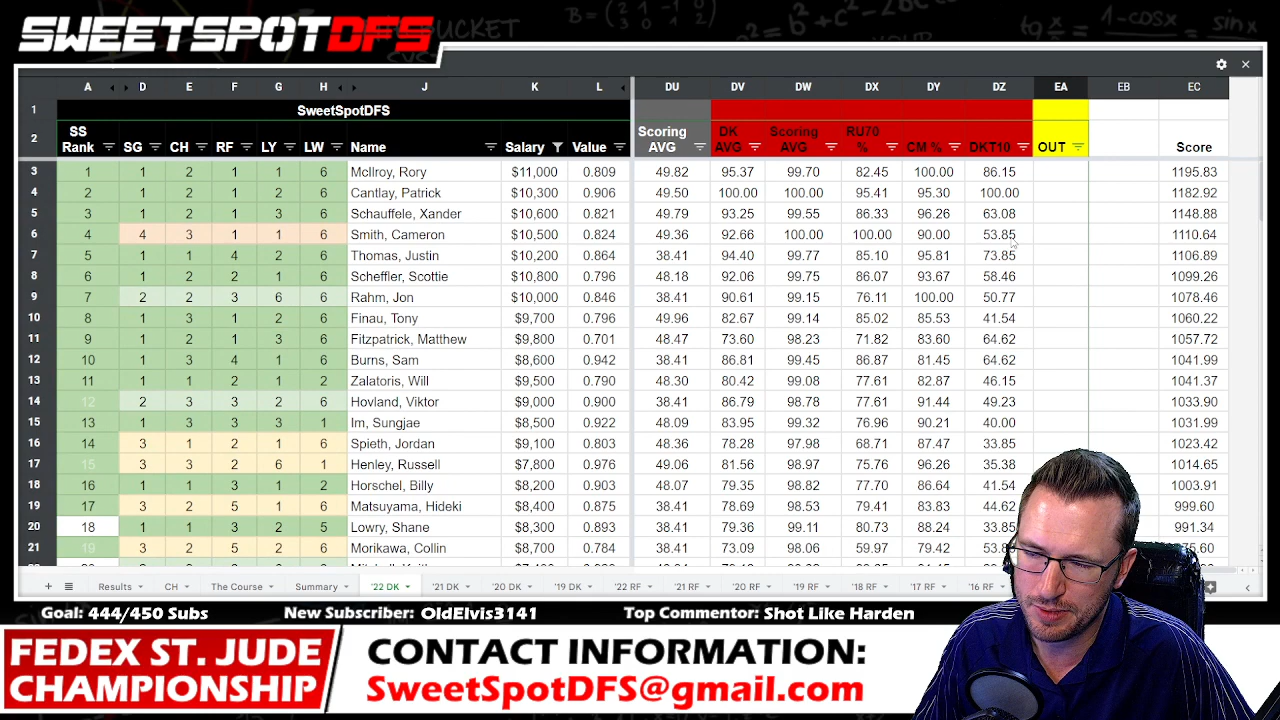 SWEETSPOTDFS
A D E F G H J K L DU DV DW DX DY DZ EA EB EC
1 SweetSpotDFS
2 SS Rank SG CH RF LY LW Name Salary Value Scoring AVG DK AVG Scoring AVG RU70 % CM % DKT10 OUT Score
3 1 1 2 1 1 6 McIlroy, Rory $11,000 0.809 49.82 95.37 99.70 82.45 100.00 86.15 1195.83
4 2 1 2 1 2 6 Cantlay, Patrick $10,300 0.906 49.50 100.00 100.00 95.41 95.30 100.00 1182.92
5 3 1 2 1 3 6 Schauffele, Xander $10,600 0.821 49.79 93.25 99.55 86.33 96.26 63.08 1148.88
6 4 4 3 1 1 6 Smith, Cameron $10,500 0.824 49.36 92.66 100.00 100.00 90.00 53.85 1110.64
7 5 1 1 4 2 6 Thomas, Justin $10,200 0.864 38.41 94.40 99.77 85.10 95.81 73.85 1106.89
8 6 1 2 2 1 6 Scheffler, Scottie $10,800 0.796 48.18 92.06 99.75 86.07 93.67 58.46 1099.26
9 7 2 2 3 6 6 Rahm, Jon $10,000 0.846 38.41 90.61 99.15 76.11 100.00 50.77 1078.46
10 8 1 3 1 2 6 Finau, Tony $9,700 0.796 49.96 82.67 99.14 85.02 85.53 41.54 1060.22
11 9 1 2 1 3 6 Fitzpatrick, Matthew $9,800 0.701 48.47 73.60 98.23 71.82 83.60 64.62 1057.72
12 10 1 3 4 1 6 Burns, Sam $8,600 0.942 38.41 86.81 99.45 86.87 81.45 64.62 1041.99
13 11 1 1 2 1 2 Zalatoris, Will $9,500 0.790 48.30 80.42 99.08 77.61 82.87 46.15 1041.37
14 12 2 3 3 2 6 Hovland, Viktor $9,000 0.900 38.41 86.79 98.78 77.61 91.44 49.23 1033.90
15 13 1 3 3 3 1 Im, Sungjae $8,500 0.922 48.09 83.95 99.32 76.96 90.21 40.00 1031.99
16 14 3 1 2 1 6 Spieth, Jordan $9,100 0.803 48.36 78.28 97.98 68.71 87.47 33.85 1023.42
17 15 3 3 2 6 1 Henley, Russell $7,800 0.976 49.06 81.56 98.97 75.76 96.26 35.38 1014.65
18 16 1 1 3 1 2 Horschel, Billy $8,200 0.903 48.07 79.35 98.82 77.70 86.64 41.54 1003.91
19 17 3 2 5 1 6 Matsuyama, Hideki $8,400 0.875 38.41 78.69 98.53 79.41 83.83 44.62 999.60
20 18 1 1 3 2 5 Lowry, Shane $8,300 0.893 48.07 79.36 99.11 80.73 88.24 33.85 991.34
21 19 3 2 5 2 6 Morikawa, Collin $8,700 0.784 38.41 73.09 98.06 59.97 79.42
Results CH The Course Summary '22 DK '21 DK '20 DK '19 DK '22 RF '21 RF '20 RF '19 RF '18 RF '17 RF '16 RF
Goal: 444/450 Subs New Subscriber: OldElvis3141 Top Commentor: Shot Like Harden
FEDEX ST. JUDE
CHAMPIONSHIP
CONTACT INFORMATION:
SweetSpotDFS@gmail.com